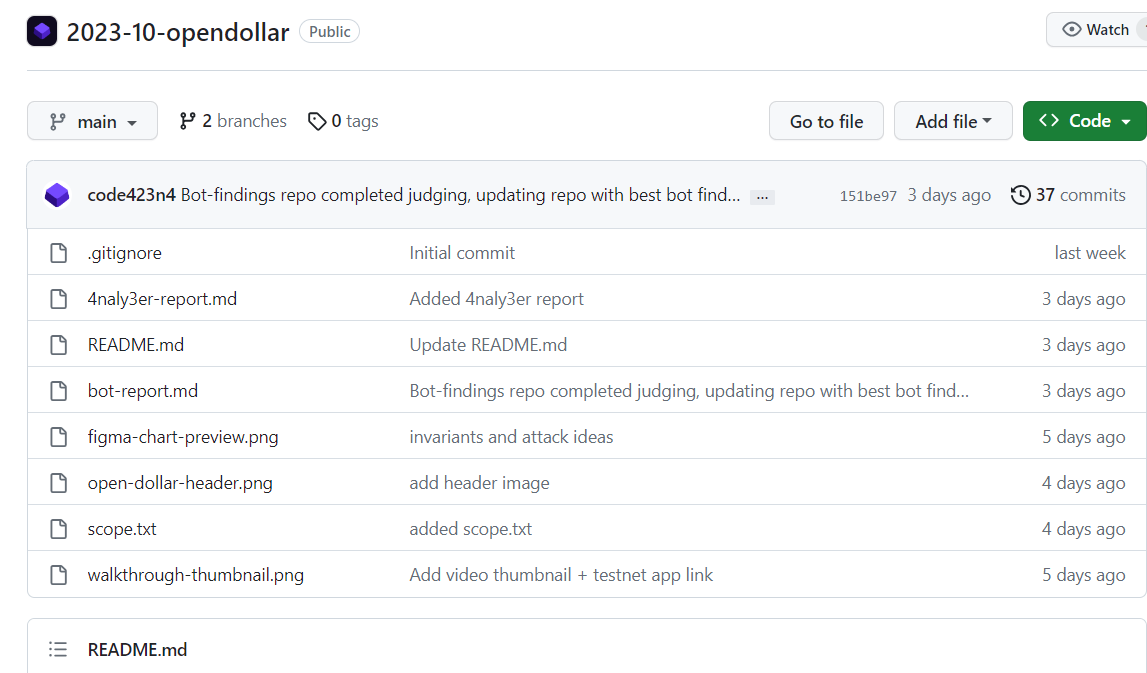 2023-10-opendollar Public Watch
main 2 branches 0 tags Go to file Add file Code
code423n4 Bot-findings repo completed judging, updating repo with best bot find... ... 151be97 3 days ago 37 commits
.gitignore Initial commit last week
4naly3er-report.md Added 4naly3er report 3 days ago
README.md Update README.md 3 days ago
bot-report.md Bot-findings repo completed judging, updating repo with best bot find... 3 days ago
figma-chart-preview.png invariants and attack ideas 5 days ago
open-dollar-header.png add header image 4 days ago
scope.txt added scope.txt 4 days ago
walkthrough-thumbnail.png Add video thumbnail + testnet app link 5 days ago
README.md